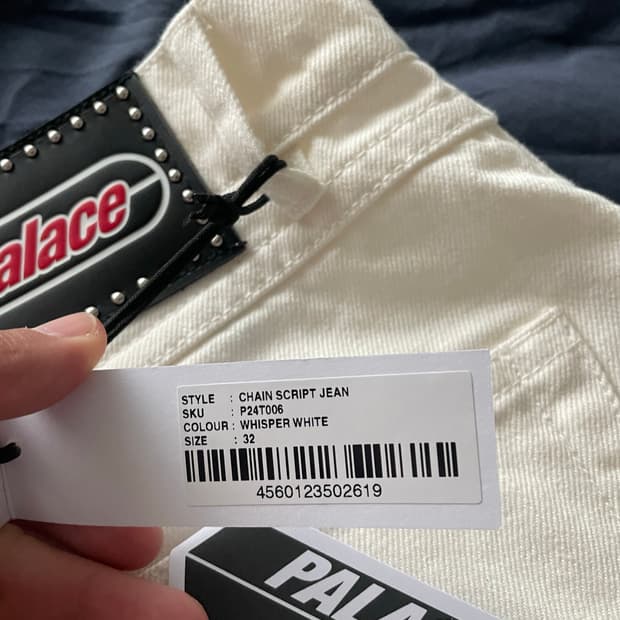 alace
STYLE : CHAIN SCRIPT JEAN
SKU : P24T006
COLOUR : WHISPER WHITE
SIZE : 32
4560123502619
PALA